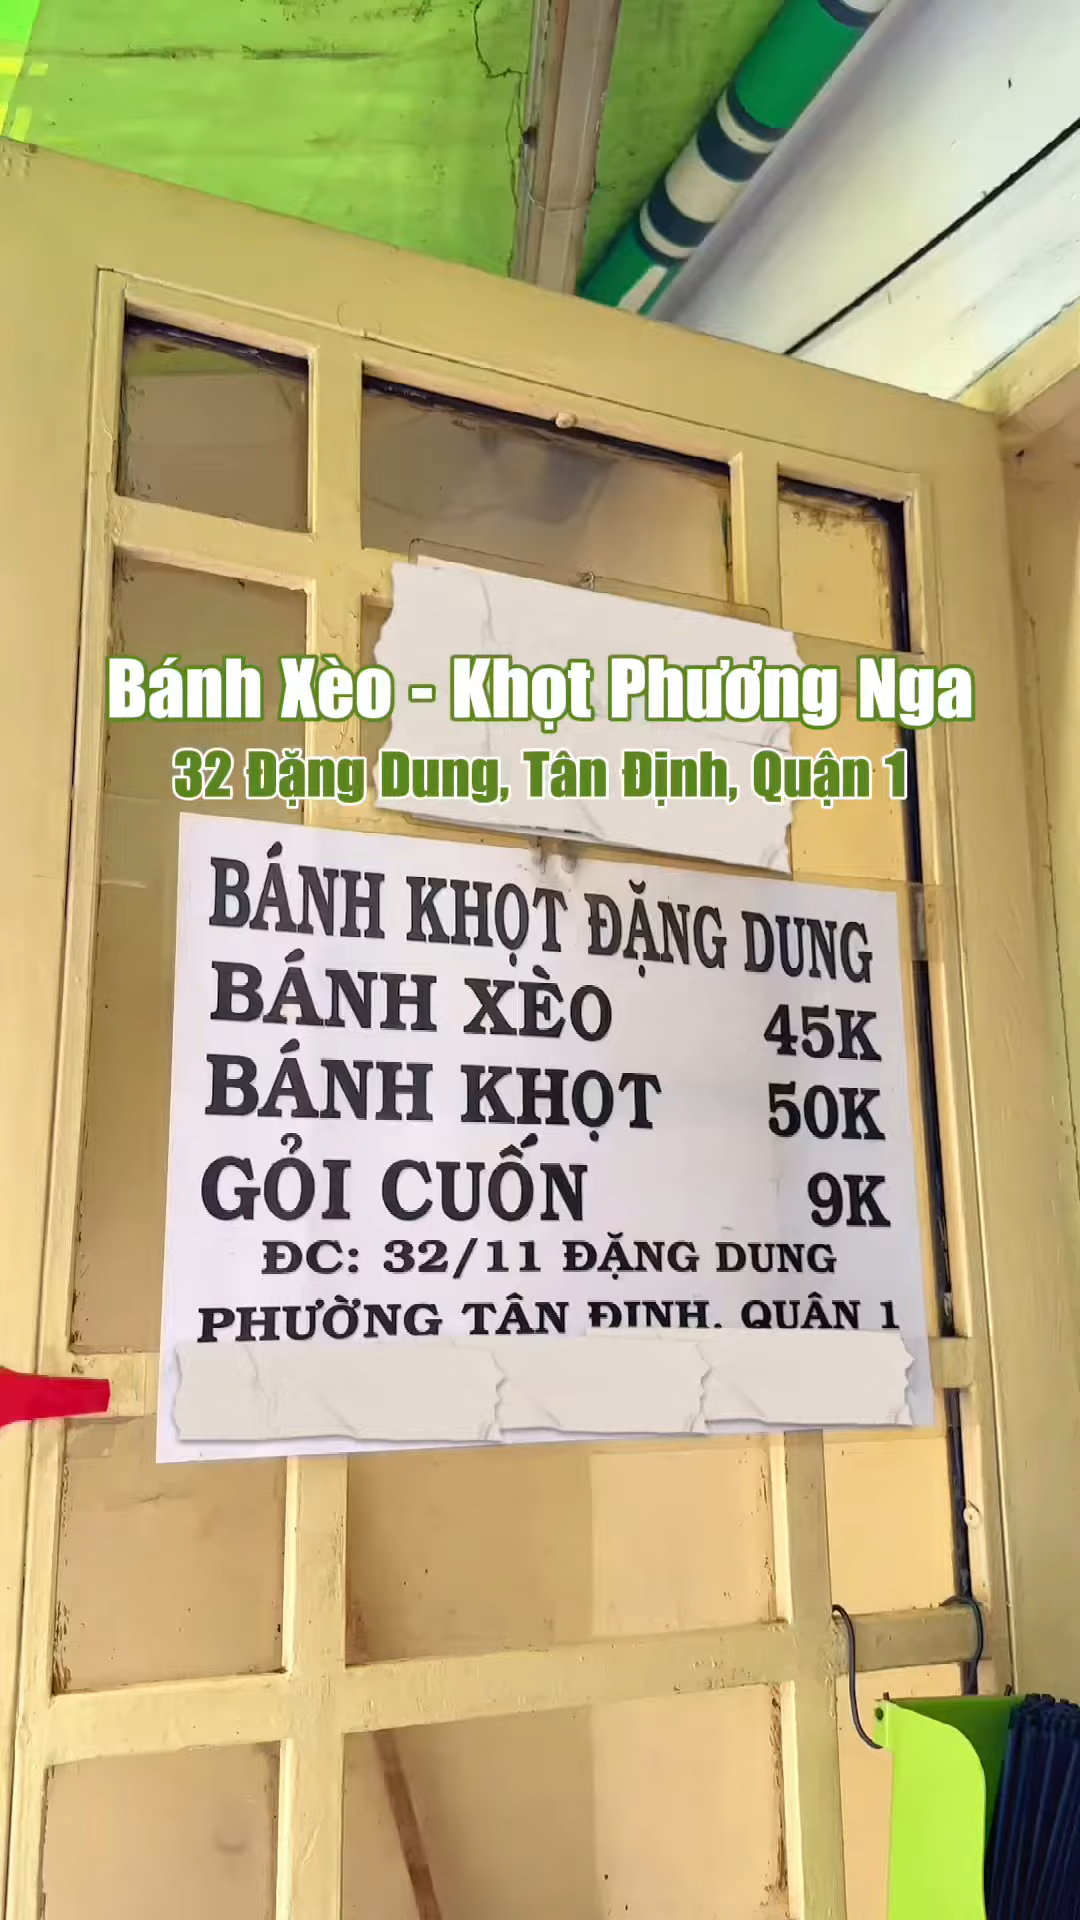 Bánh Xèo - Khọt Phương Nga
32 Đặng Dung, Tân Định, Quận 1
BÁNH KHỌT ĐẶNG DUNG
BÁNH XÈO 45K
BÁNH KHỌT 50K
GỎI CUỐN 9K
ĐC: 32/11 ĐẶNG DUNG
PHƯỜNG TÂN ĐỊNH, QUẬN 1